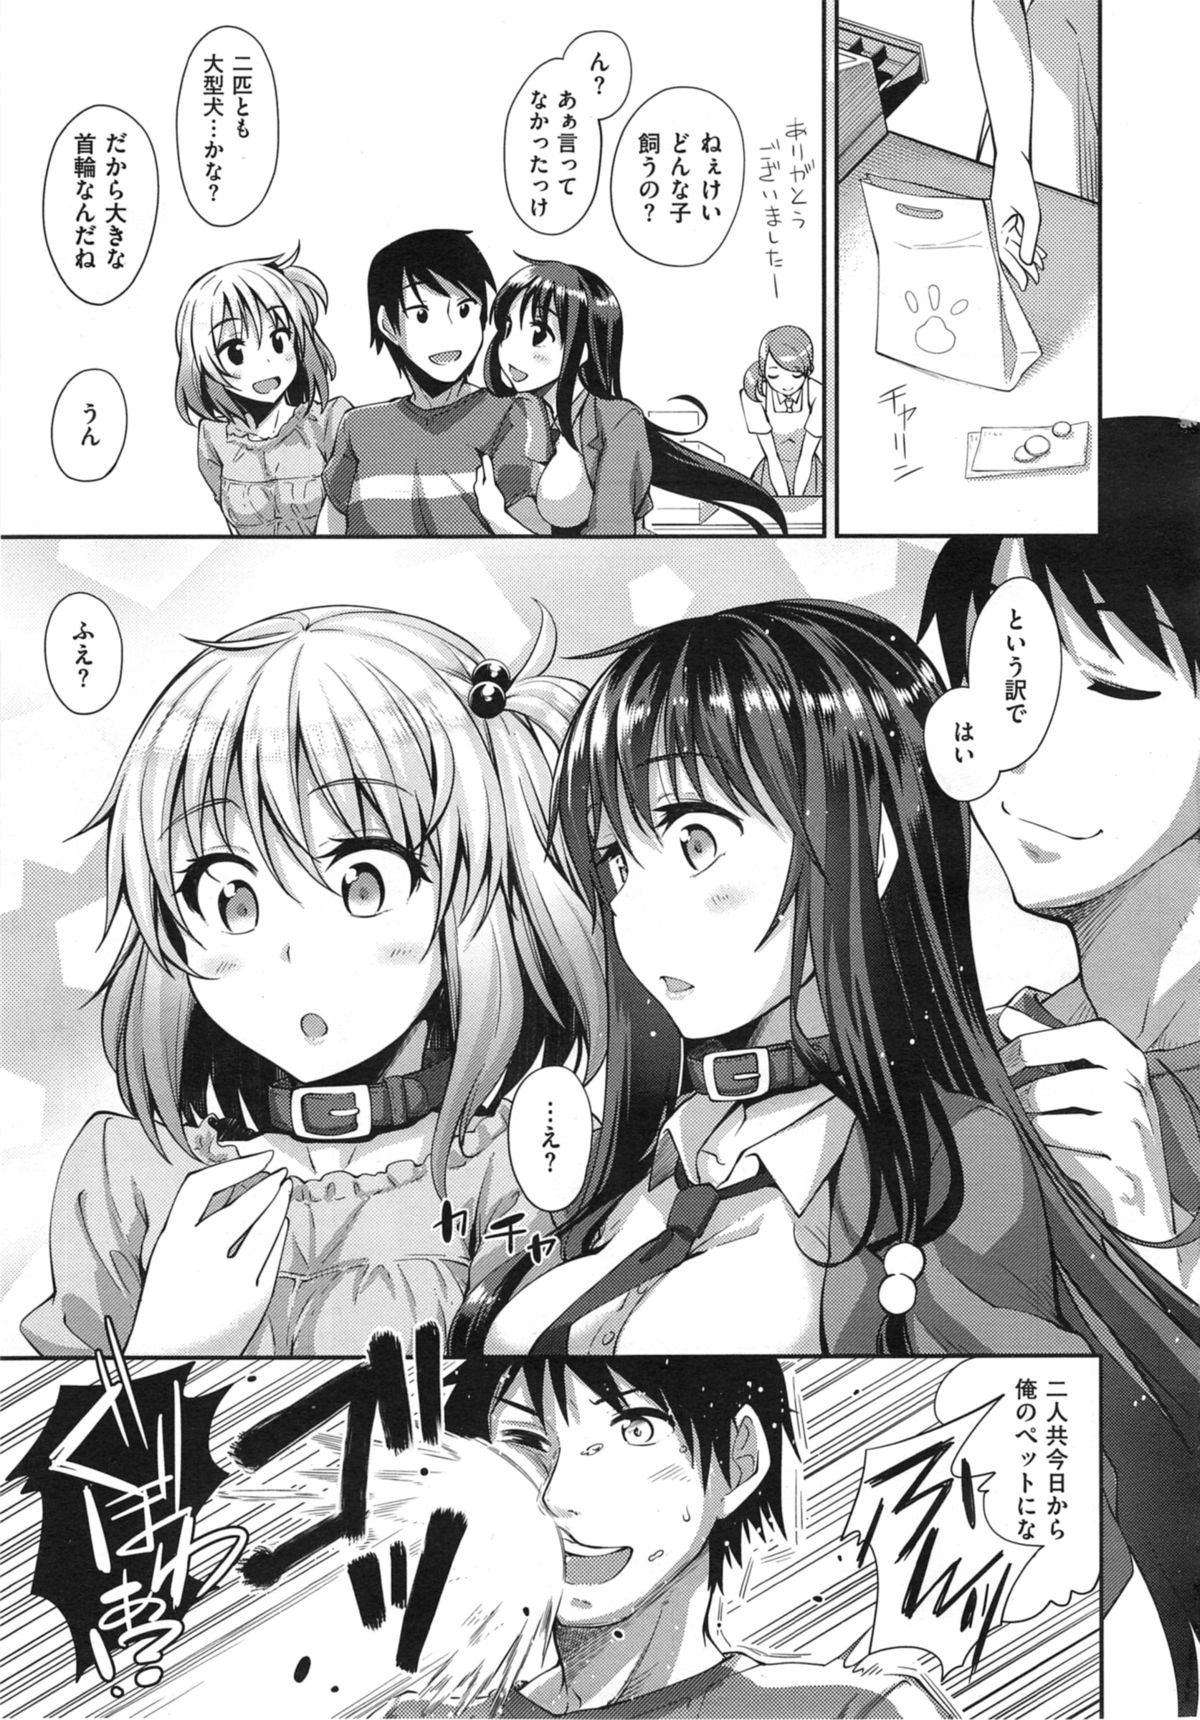 チャリーン
ありがとう
ございましたー
ねぇけい
どんな子
飼うの?
ん?
あぁ言って
なかったっけ
二匹とも
大型犬…かな?
だから大きな
首輪なんだね
うん
という訳で
はい
…え?
ふえ?
カチャ
二人共今日から
俺のペットにな